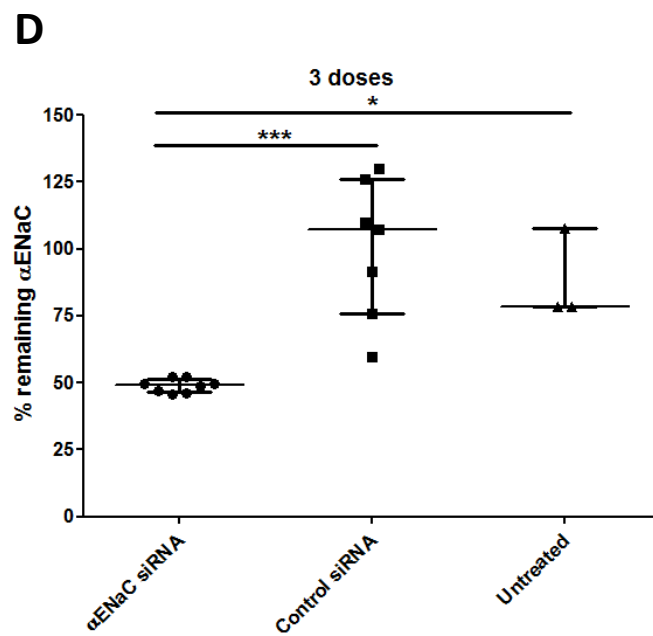 D
3 doses
*
***
150
125
100
75
50
25
0
% remaining αENaC
αENaC siRNA
Control siRNA
Untreated